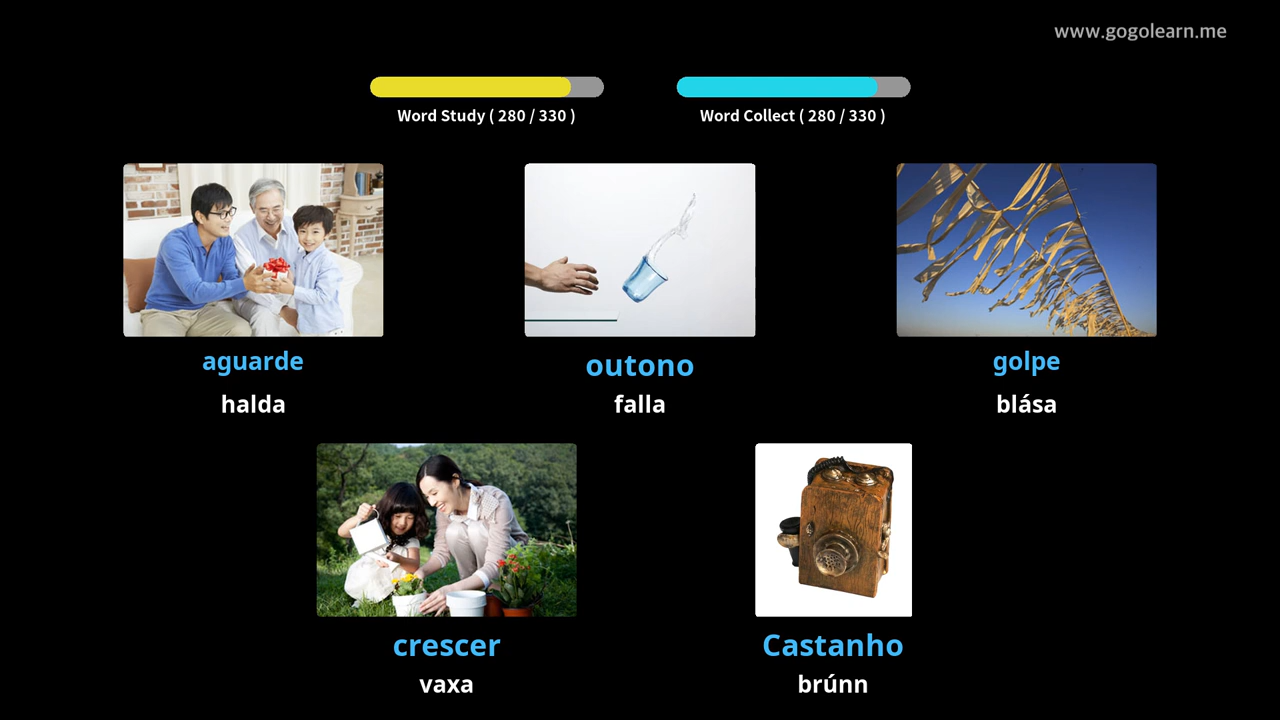 www.gogolearn.me
Word Study ( 280 / 330 )
Word Collect ( 280 / 330 )
aguarde
halda
outono
falla
golpe
blása
crescer
vaxa
Castanho
brúnn